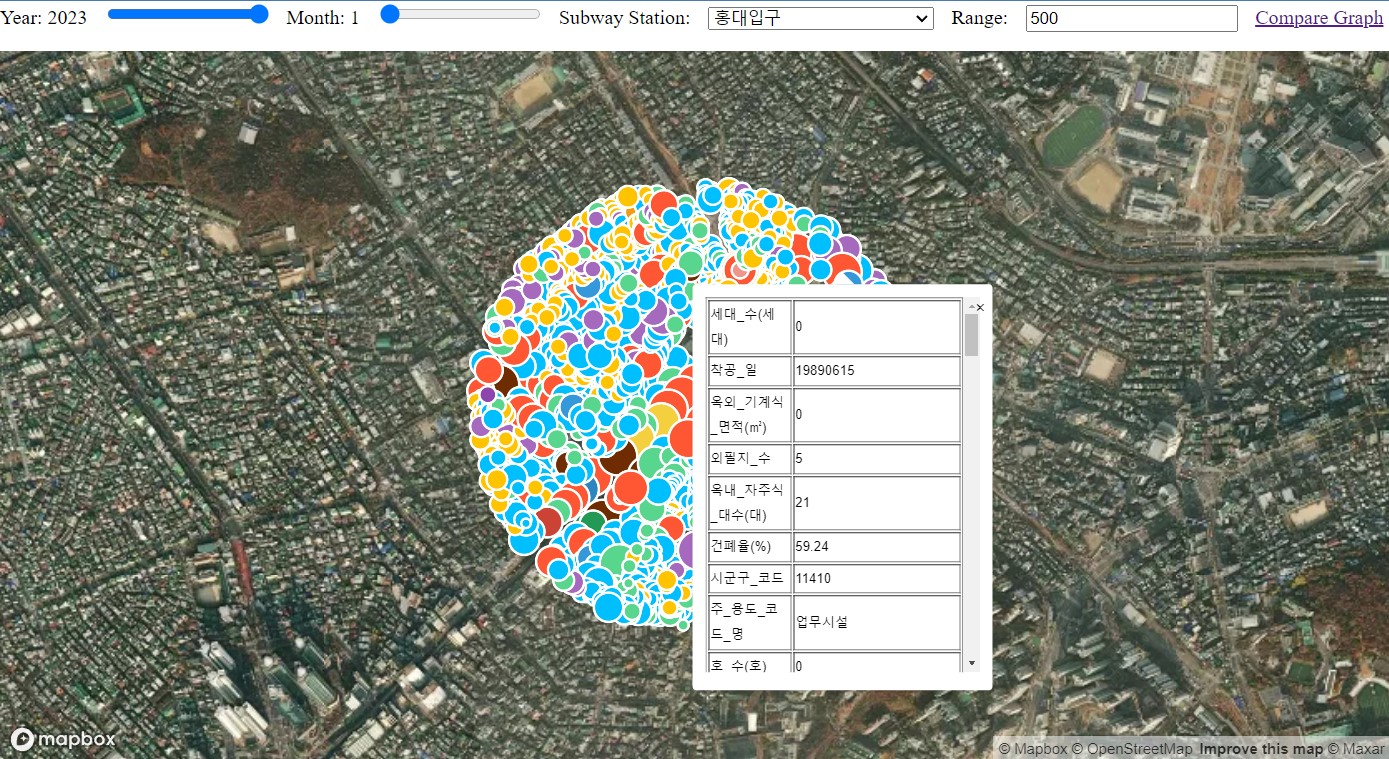 Year: 2023 Month: 1 Subway Station: 홍대입구 Range: 500 Compare Graph
세대_수(세
대) 0
착공_일 19890615
옥외_기계식
_면적(㎡) 0
외필지_수 5
옥내_자주식
_대수(대) 21
건폐율(%) 59.24
시군구_코드 11410
주_용도_코
드_명 업무시설
호_수(호) 0
mapbox
© Mapbox © OpenStreetMap Improve this map © Maxar